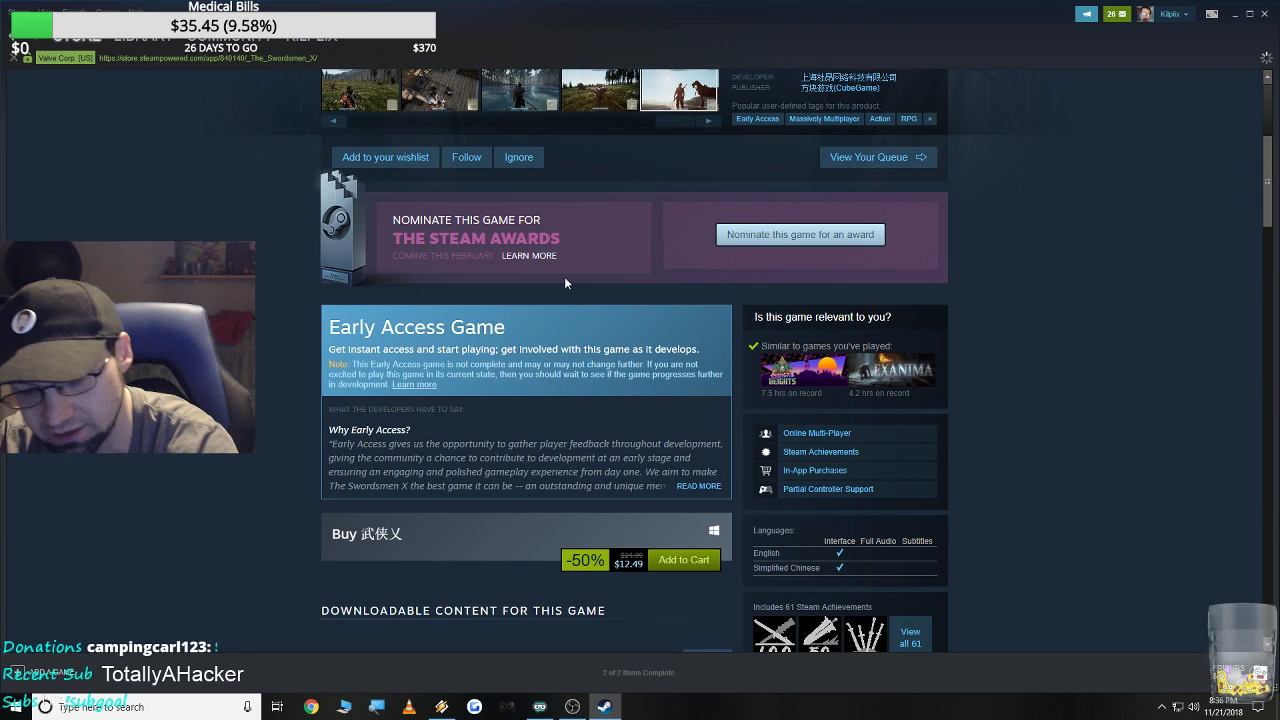 Medical Bills
$35.45 (9.58%)
$0
26 DAYS TO GO
$370
26
Kilplix
Valve Corp. [US]
https://store.steampowered.com/app/840140/_The_Swordsmen_X/
DEVELOPER:
PUBLISHER:
方块游戏(CubeGame)
Popular user-defined tags for this product:
Early Access
Massively Multiplayer
Action
RPG
+
Add to your wishlist
Follow
Ignore
View Your Queue
NOMINATE THIS GAME FOR
THE STEAM AWARDS
COMING THIS FEBRUARY LEARN MORE
Nominate this game for an award
Early Access Game
Get instant access and start playing; get involved with this game as it develops.
Note: This Early Access game is not complete and may or may not change further. If you are
excited to play this game in its current state, then you should wait to see if the game progresses further
in development. Learn more
WHAT THE DEVELOPERS HAVE TO SAY:
Why Early Access?
“Early Access gives us the opportunity to gather player feedback throughout development,
giving the community a chance to contribute to development at an early stage and
ensuring an engaging and polished gameplay experience from day one. We aim to make
The Swordsmen X the best game it can be -- an outstanding and unique men
READ MORE
Buy 武侠乂
-50%
$24.99
$12.49
Add to Cart
DOWNLOADABLE CONTENT FOR THIS GAME
Is this game relevant to you?
Similar to games you've played:
HEIGHTS
EXANIMA
7.5 hrs on record
4.2 hrs on record
Online Multi-Player
Steam Achievements
In-App Purchases
Partial Controller Support
Languages:
Interface Full Audio Subtitles
English
Simplified Chinese
Includes 61 Steam Achievements
View
all 61
Donations campingcarl123:
Recent Sub TotallyAHacker
Subs !subgoal
2 of 2 Items Complete
Type here to search
8:36 PM
11/21/2018